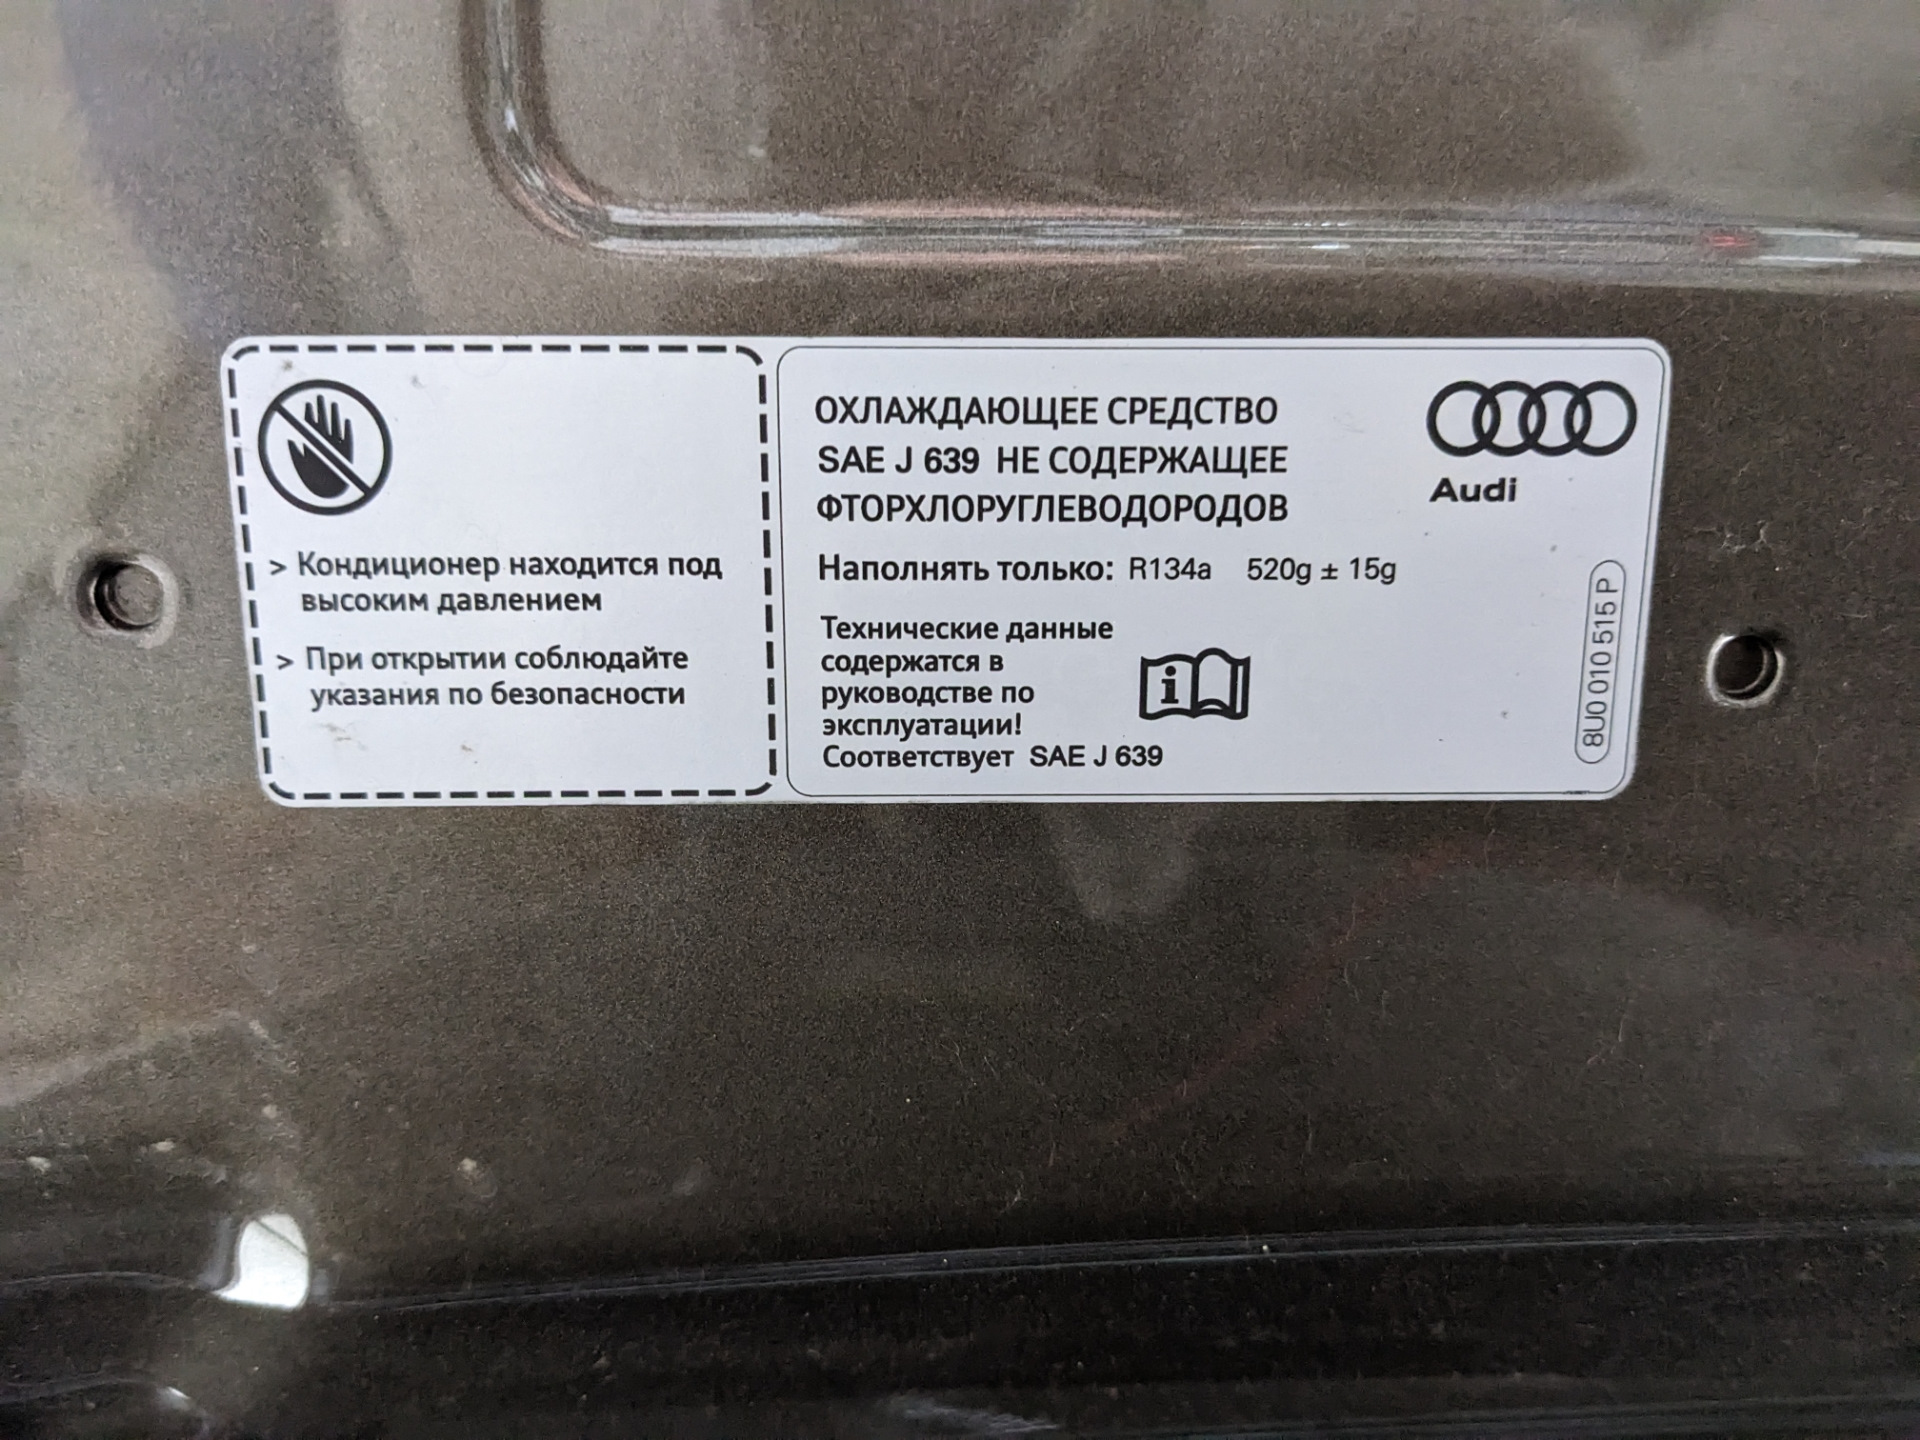 > Кондиционер находится под
высоким давлением
> При открытии соблюдайте
указания по безопасности
ОХЛАЖДАЮЩЕЕ СРЕДСТВО
SAE J 639 НЕ СОДЕРЖАЩЕЕ
ФТОРХЛОРУГЛЕВОДОРОДОВ
Наполнять только: R134a 520g ± 15g
Технические данные
содержатся в
руководстве по
эксплуатации!
Соответствует SAE J 639
i
Audi
8U0 010 515 P